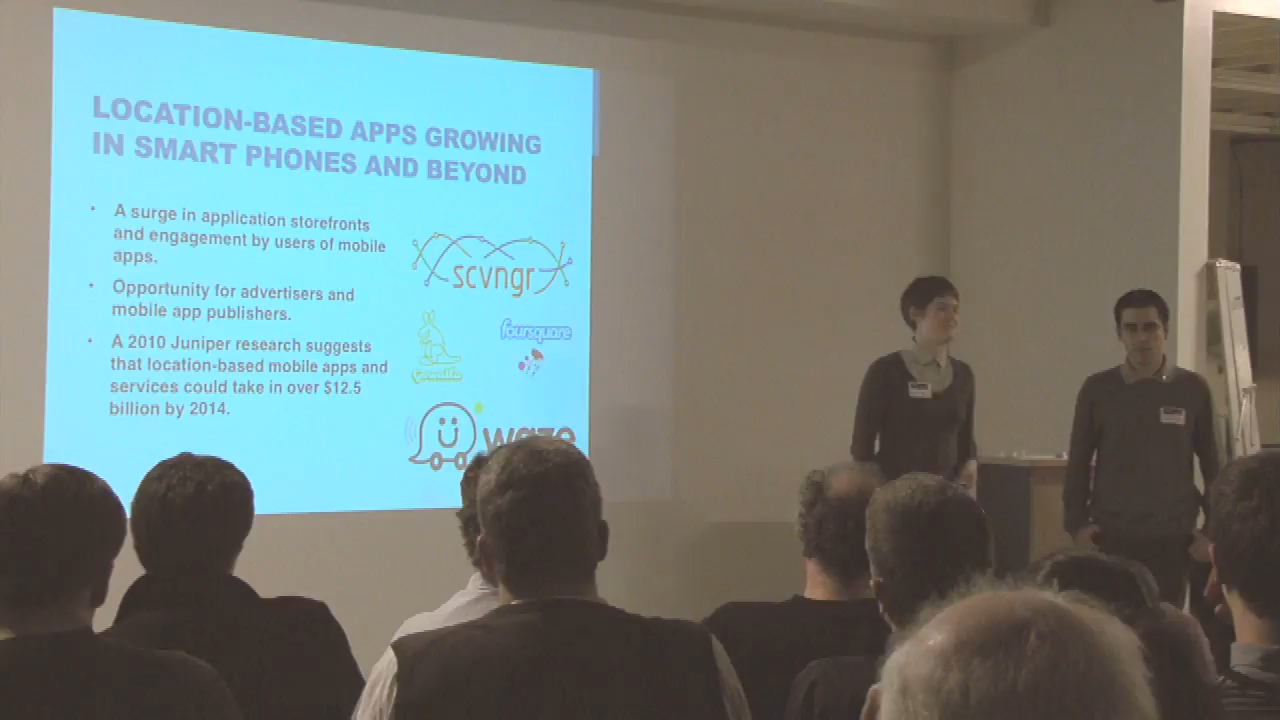 LOCATION-BASED APPS GROWING
IN SMART PHONES AND BEYOND
• A surge in application storefronts
and engagement by users of mobile
apps.
• Opportunity for advertisers and
mobile app publishers.
• A 2010 Juniper research suggests
that location-based mobile apps and
services could take in over $12.5
billion by 2014.
scvngr
foursquare
Gowalla
waze